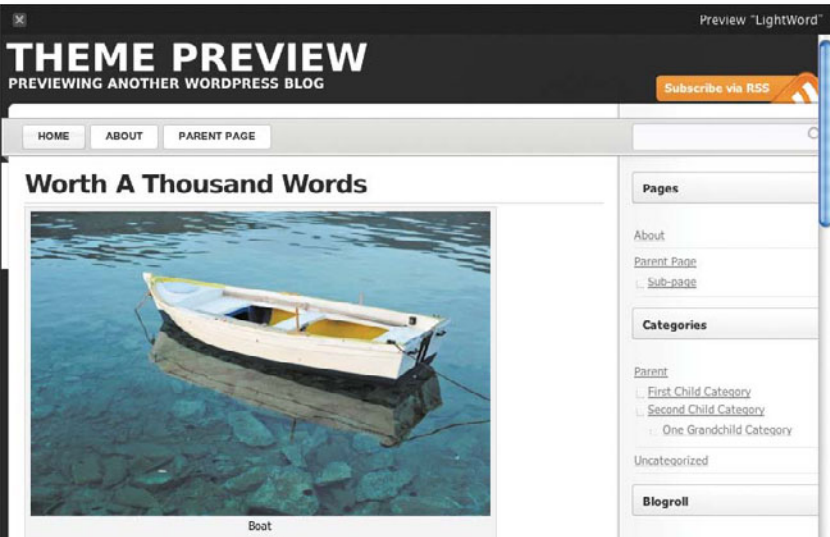 Preview "LightWord"
THEME PREVIEW
PREVIEWING ANOTHER WORDPRESS BLOG
Subscribe via RSS
HOME ABOUT PARENT PAGE
Worth A Thousand Words
Boat
Pages
About
Parent Page
Sub-page
Categories
Parent
First Child Category
Second Child Category
One Grandchild Category
Uncategorized
Blogroll